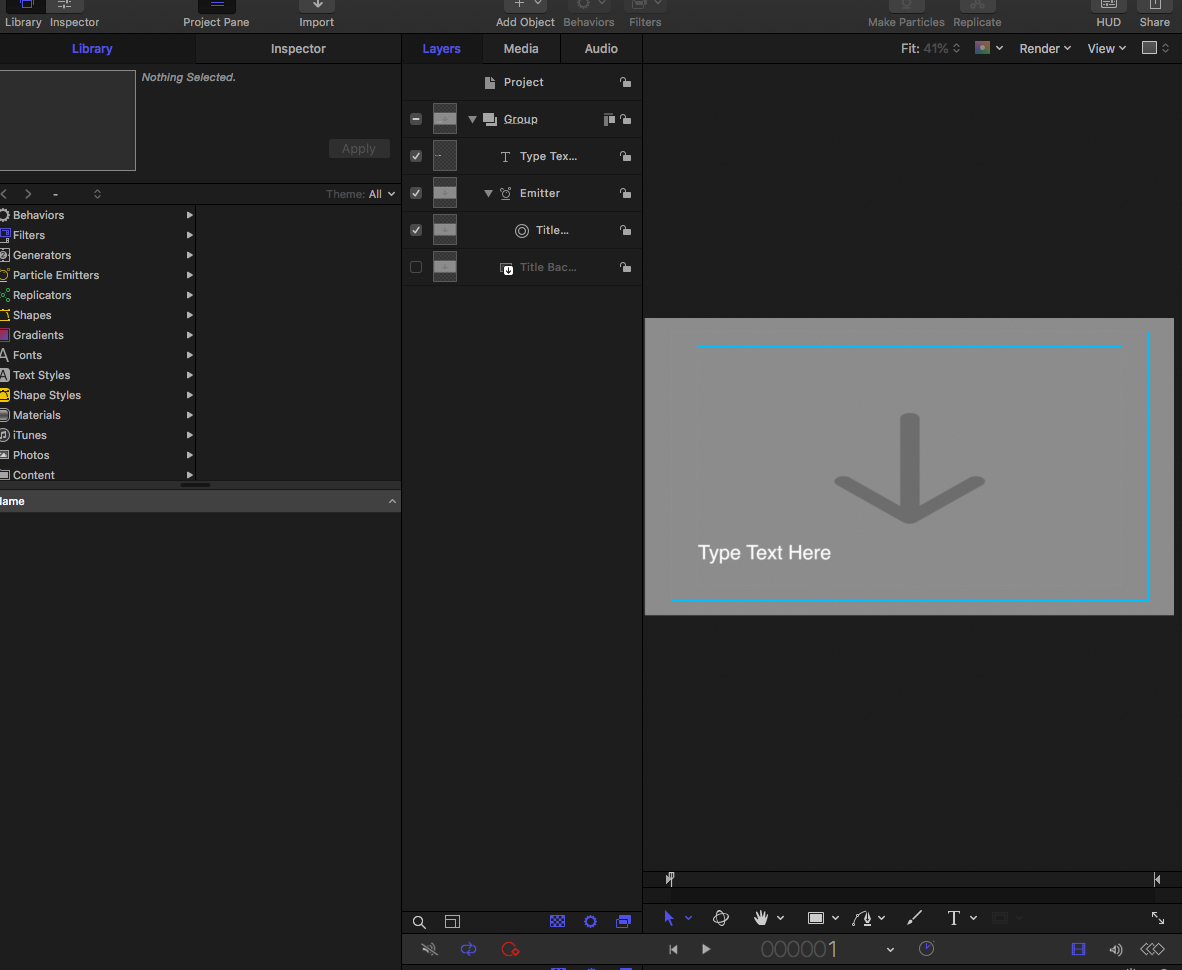 Library Inspector Project Pane Import Add Object Behaviors Filters Make Particles Replicate HUD Share
Library Inspector Layers Media Audio Fit: 41% Render View
Nothing Selected.
Apply
Theme: All
Behaviors
Filters
Generators
Particle Emitters
Replicators
Shapes
Gradients
Fonts
Text Styles
Shape Styles
Materials
iTunes
Photos
Content
Project
Group
Type Tex...
Emitter
Title...
Title Bac...
Type Text Here
000001